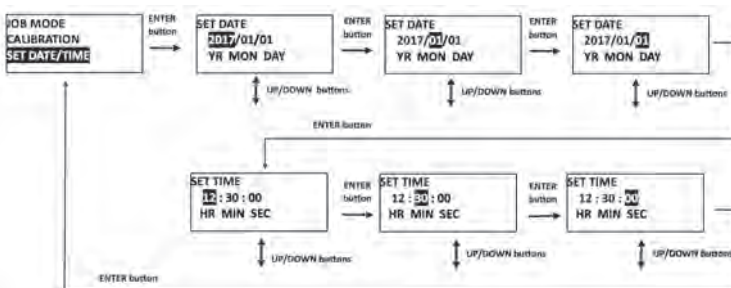 JOB MODE
CALIBRATION
SET DATE/TIME
ENTER
button
SET DATE
2017/01/01
YR MON DAY
UP/DOWN buttons
ENTER
button
SET DATE
2017/01/01
YR MON DAY
UP/DOWN buttons
ENTER
button
SET DATE
2017/01/01
YR MON DAY
UP/DOWN buttons
ENTER button
SET TIME
12 : 30 : 00
HR MIN SEC
UP/DOWN buttons
ENTER
button
SET TIME
12 : 30 : 00
HR MIN SEC
UP/DOWN buttons
ENTER
button
SET TIME
12 : 30 : 00
HR MIN SEC
UP/DOWN buttons
ENTER button